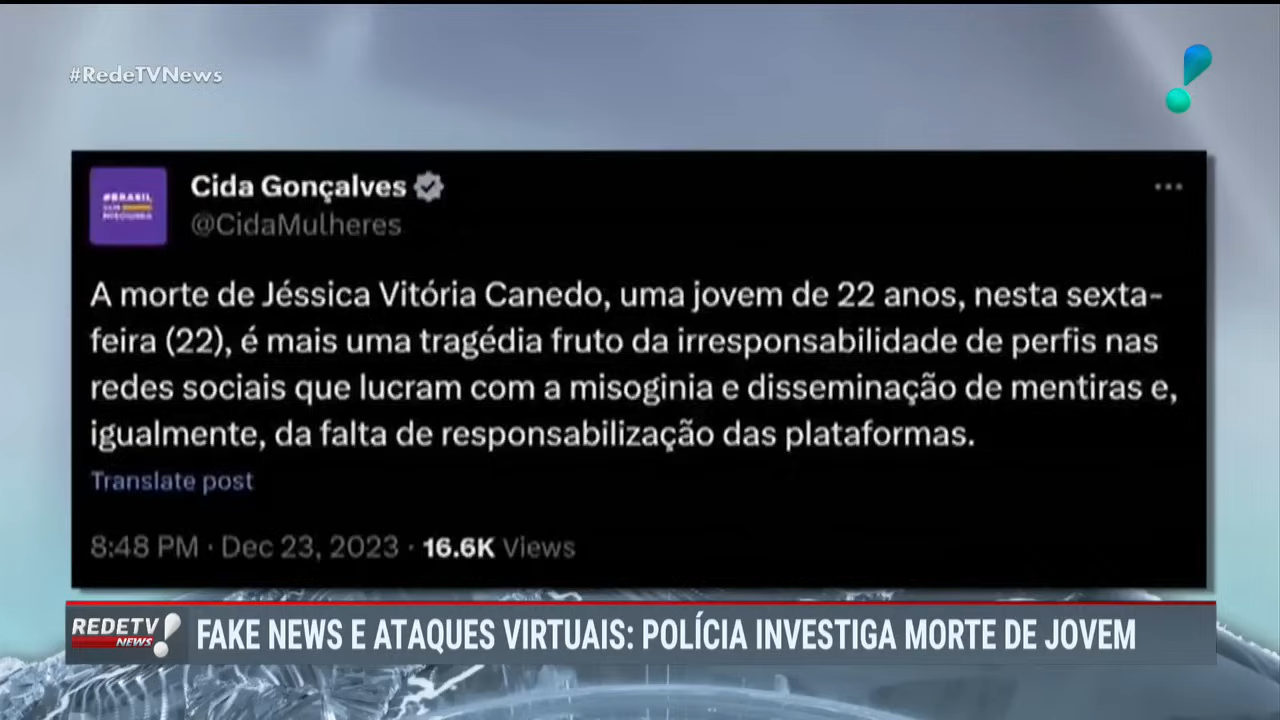 #RedeTVNews
#BRASIL
SEM
MISOGINIA
Cida Gonçalves
@CidaMulheres
A morte de Jéssica Vitória Canedo, uma jovem de 22 anos, nesta sexta-
feira (22), é mais uma tragédia fruto da irresponsabilidade de perfis nas
redes sociais que lucram com a misoginia e disseminação de mentiras e,
igualmente, da falta de responsabilização das plataformas.
Translate post
8:48 PM · Dec 23, 2023 · 16.6K Views
REDETV!
NEWS
FAKE NEWS E ATAQUES VIRTUAIS: POLÍCIA INVESTIGA MORTE DE JOVEM